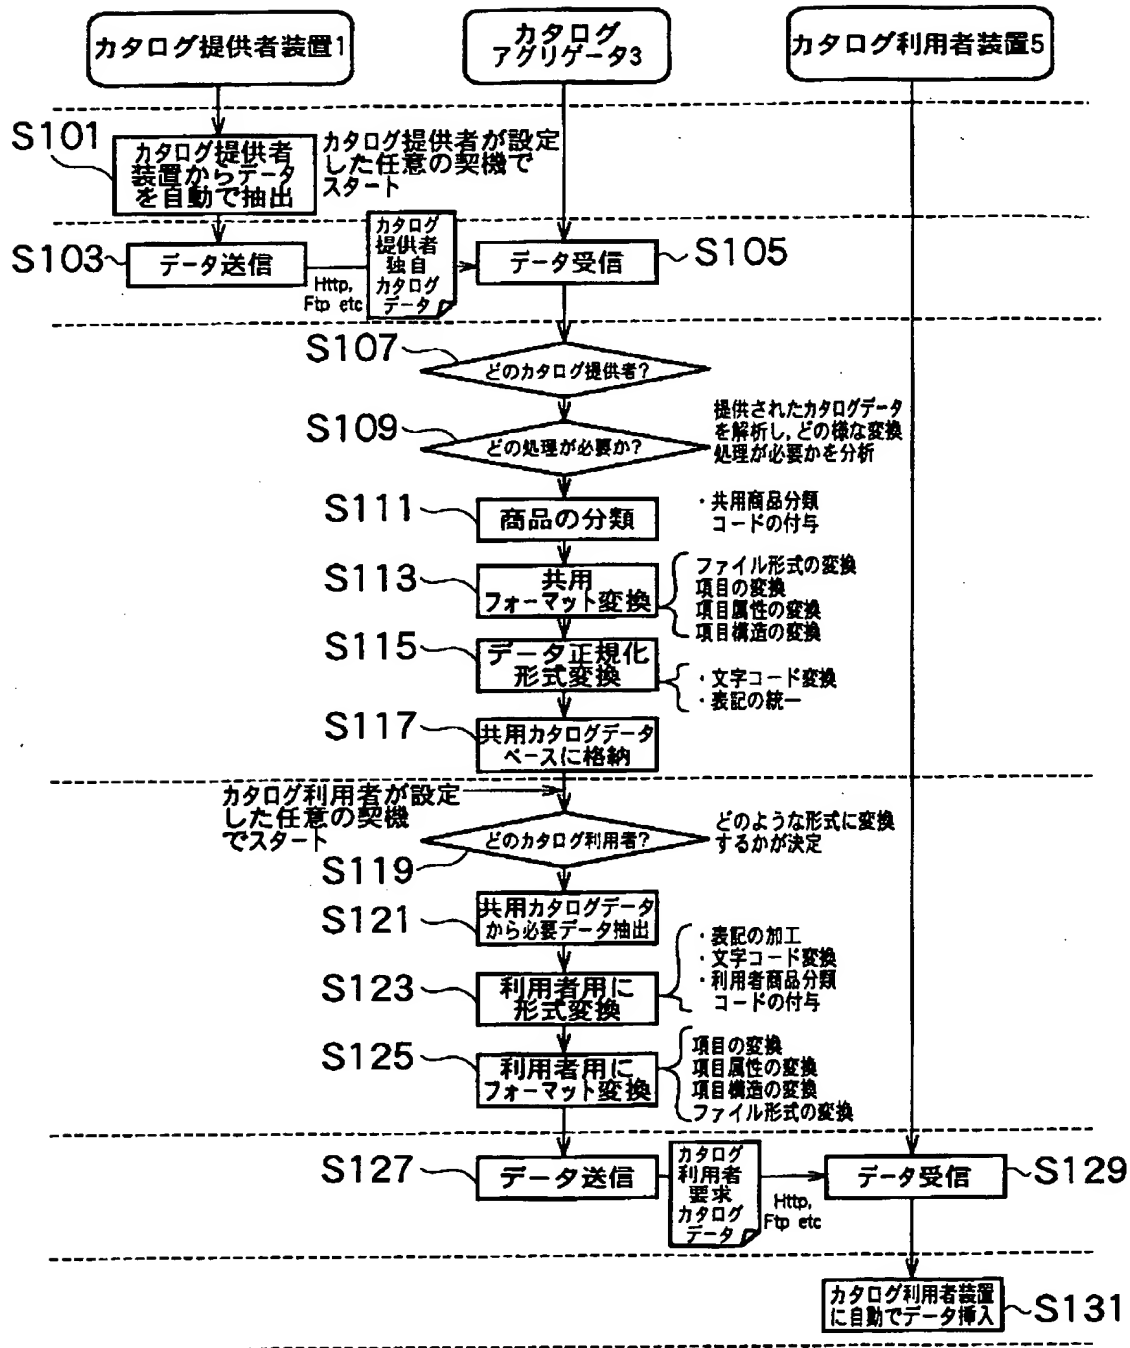 カタログ提供者装置1
カタログ
アグリゲータ3
カタログ利用者装置5
S101
カタログ提供者
装置からデータ
を自動で抽出
カタログ提供者が設定
した任意の契機で
スタート
S103
データ送信
Http,
Ftp etc
カタログ
提供者
独自
カタログ
データ
データ受信
S105
S107
どのカタログ提供者?
S109
どの処理が必要か?
提供されたカタログデータ
を解析し,どの様な変換
処理が必要かを分析
S111
商品の分類
・共用商品分類
コードの付与
S113
共用
フォーマット変換
ファイル形式の変換
項目の変換
項目属性の変換
項目構造の変換
S115
データ正規化
形式変換
・文字コード変換
・表記の統一
S117
共用カタログデータ
ベースに格納
カタログ利用者が設定
した任意の契機
でスタート
どのカタログ利用者?
どのような形式に変換
するかが決定
S119
S121
共用カタログデータ
から必要データ抽出
S123
利用者用に
形式変換
・表記の加工
・文字コード変換
・利用者商品分類
コードの付与
S125
利用者用に
フォーマット変換
項目の変換
項目属性の変換
項目構造の変換
ファイル形式の変換
S127
データ送信
カタログ
利用者
要求
カタログ
データ
Http,
Ftp etc
データ受信
S129
カタログ利用者装置
に自動でデータ挿入
S131